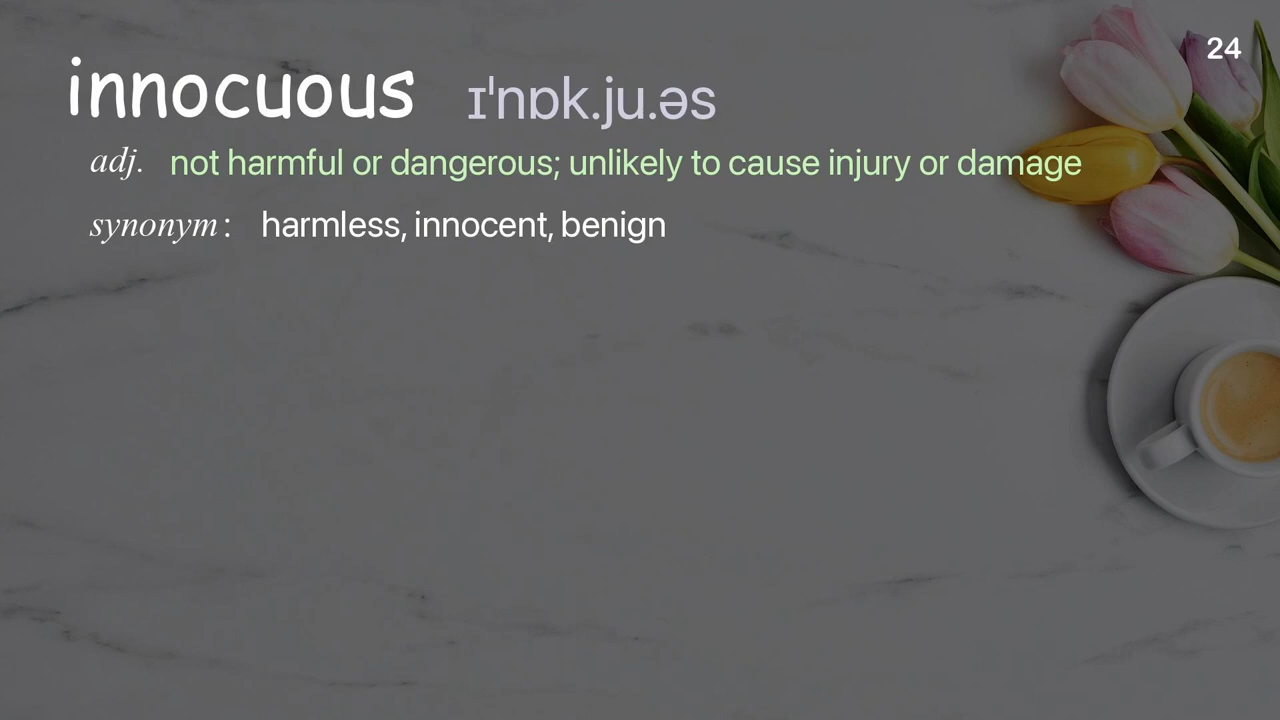 24
innocuous ɪˈnɒk.ju.əs
adj. not harmful or dangerous; unlikely to cause injury or damage
synonym: harmless, innocent, benign